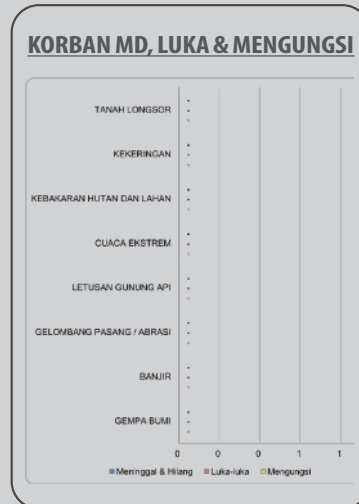 KORBAN MD, LUKA & MENGUNGSI
TANAH LONGSOR
KEKERINGAN
KEBAKARAN HUTAN DAN LAHAN
CUACA EKSTREM
LETUSAN GUNUNG API
GELOMBANG PASANG / ABRASI
BANJIR
GEMPA BUMI
0 0 0 1 1
Meninggal & Hilang Luka-luka Mengungsi